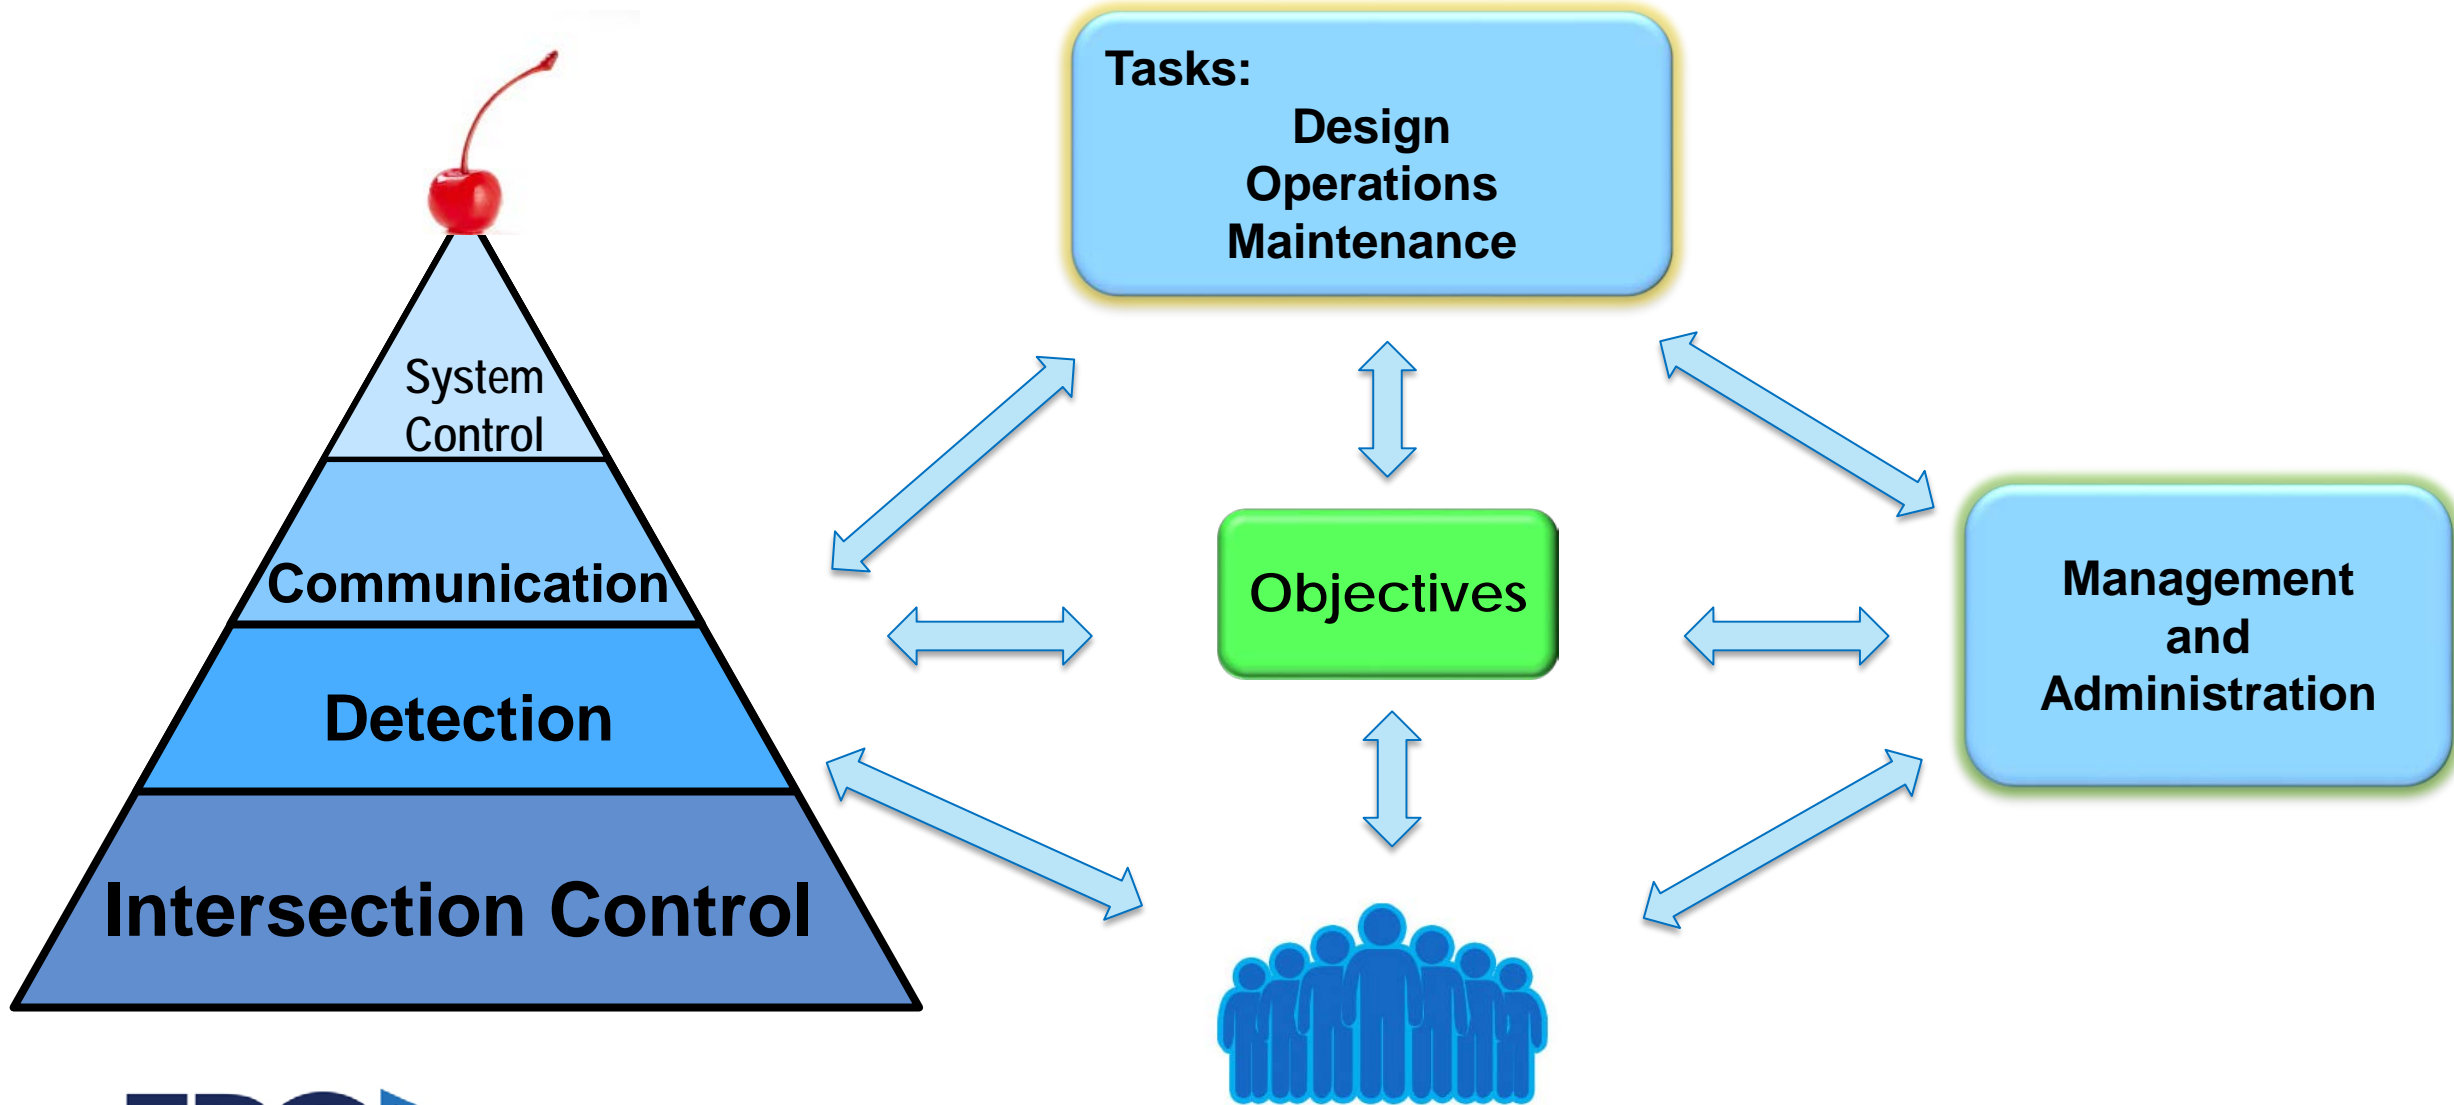 Tasks:
Design
Operations
Maintenance
System
Control
Communication
Detection
Intersection Control
Objectives
Management
and
Administration